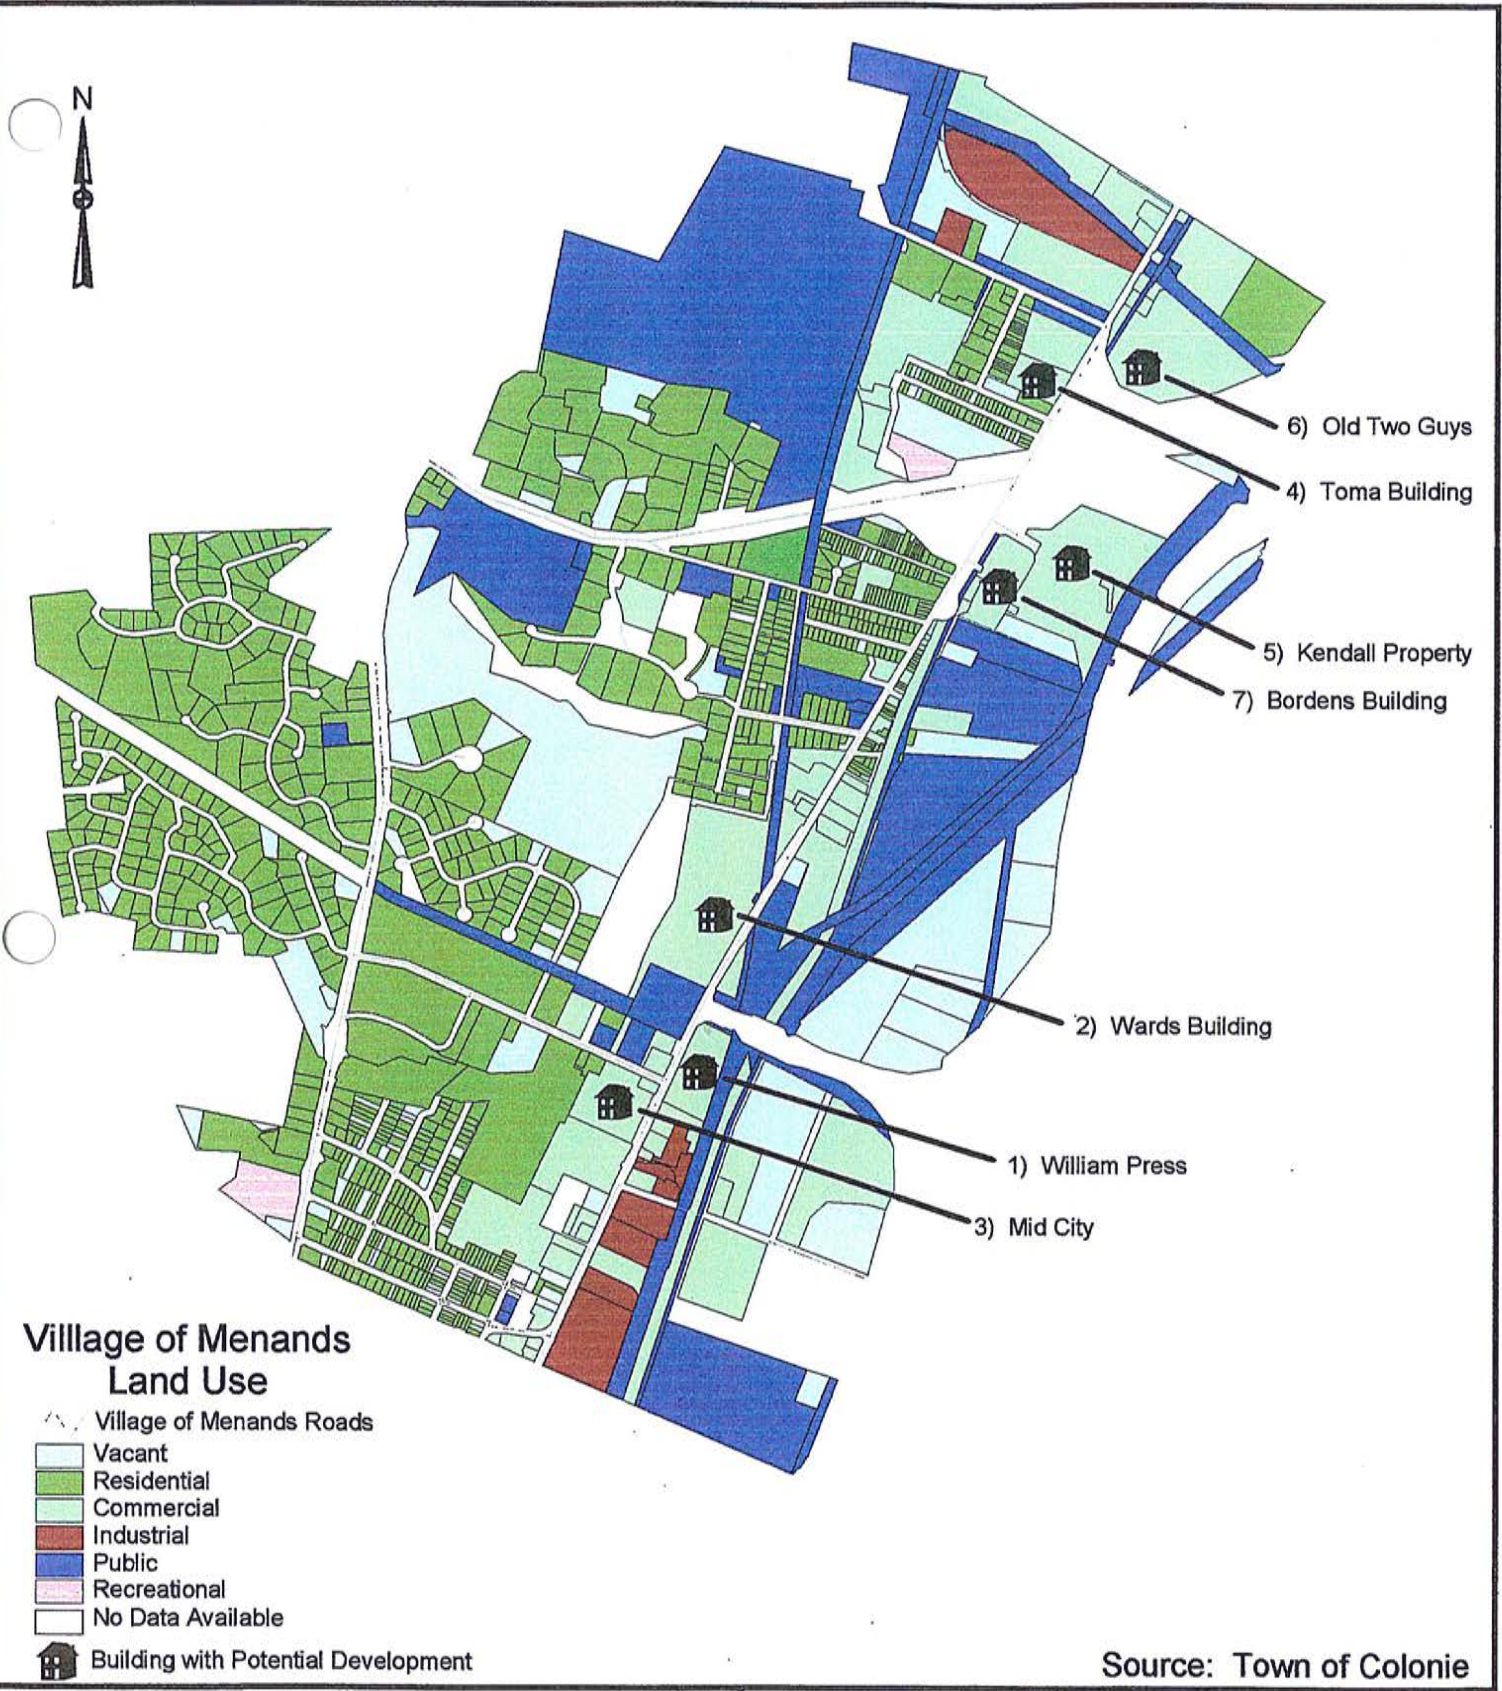 N
6) Old Two Guys
4) Toma Building
5) Kendall Property
7) Bordens Building
2) Wards Building
1) William Press
3) Mid City
Villlage of Menands
Land Use
Village of Menands Roads
Vacant
Residential
Commercial
Industrial
Public
Recreational
No Data Available
Building with Potential Development
Source: Town of Colonie